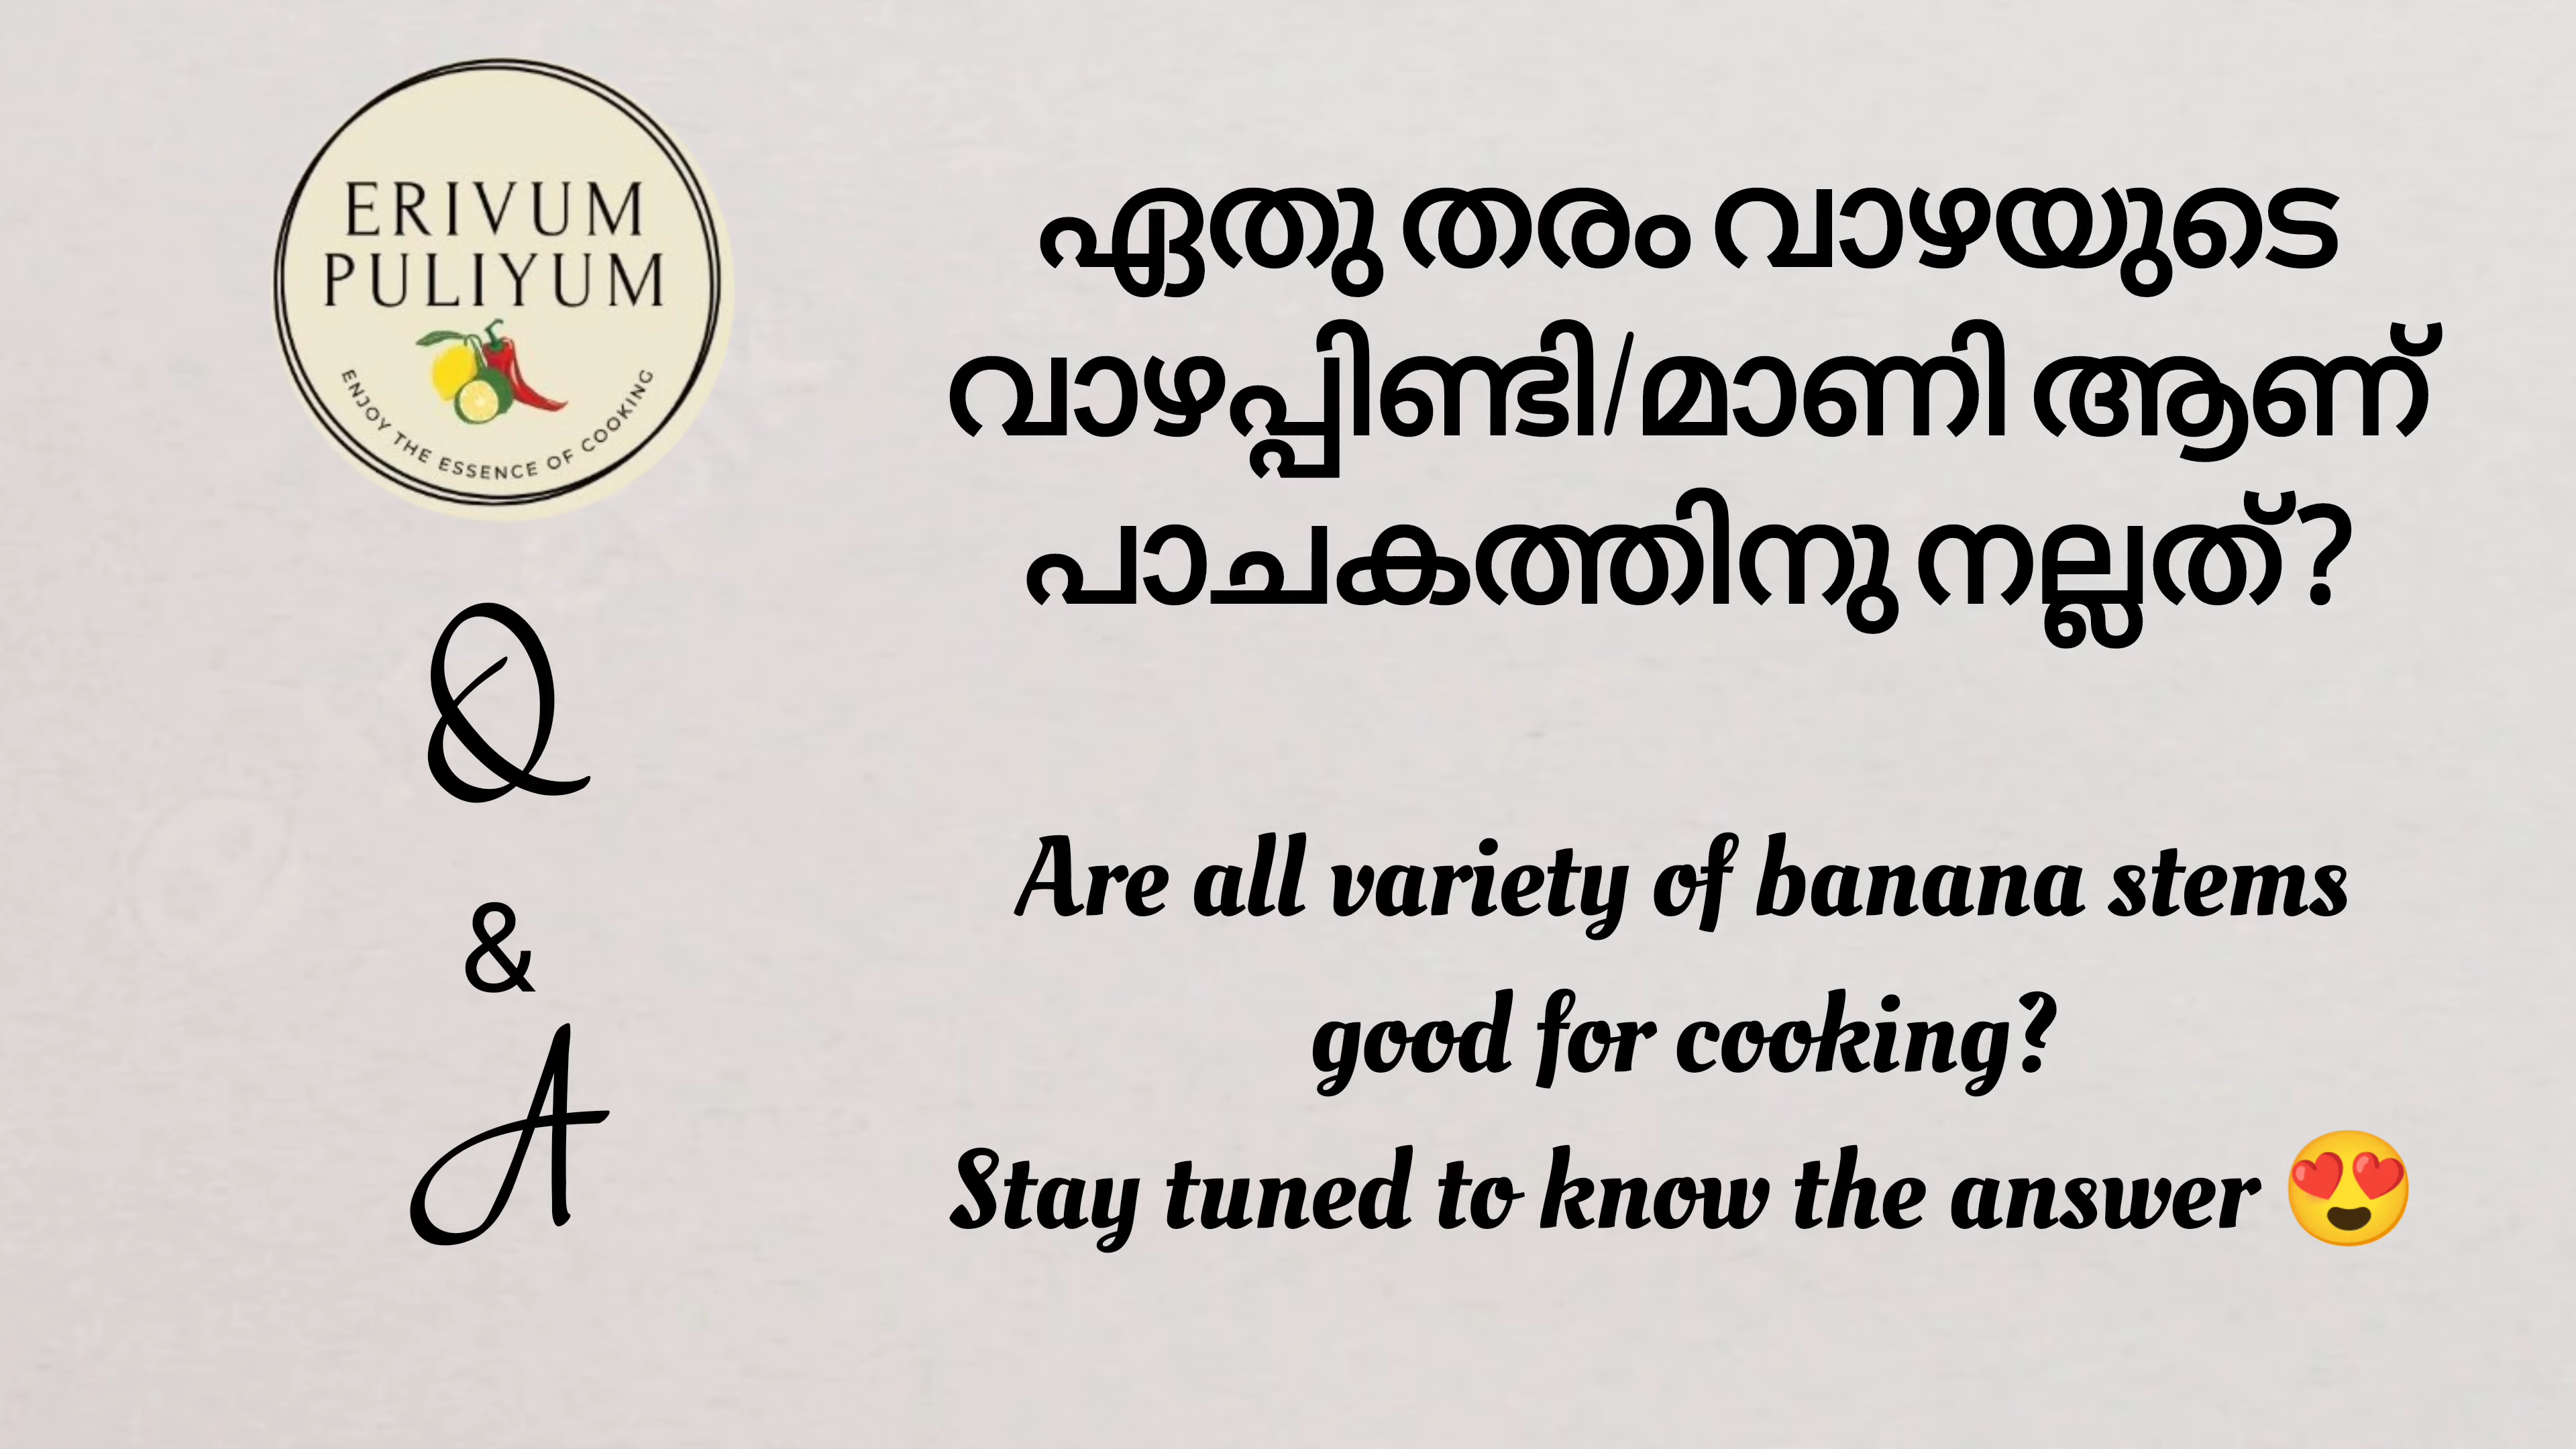 ERIVUM
PULIYUM
ENJOY THE ESSENCE OF COOKING
Q
&
A
ഏതു തരം വാഴയുടെ
വാഴപ്പിണ്ടി/മാണി ആണ്
പാചകത്തിനു നല്ലത്?
Are all variety of banana stems
good for cooking?
Stay tuned to know the answer 😍